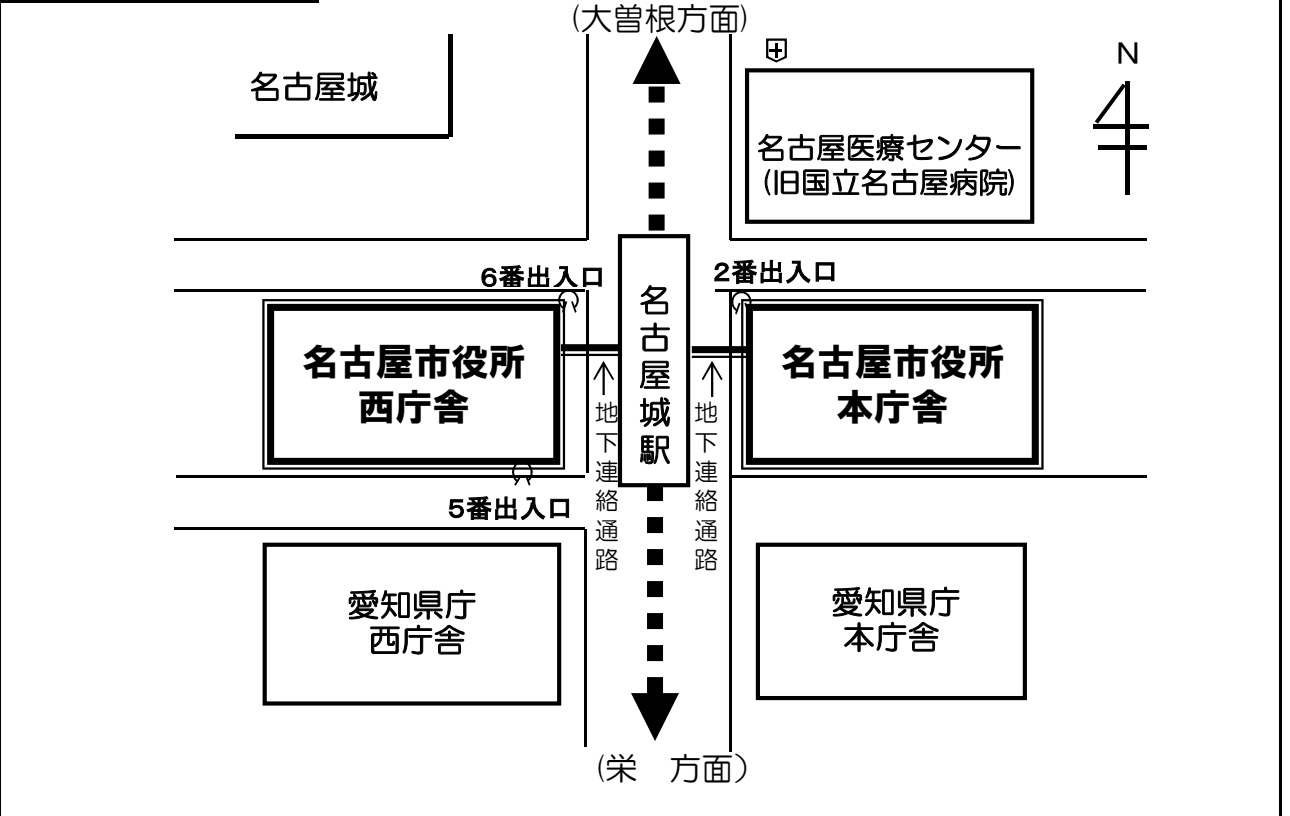 (大曽根方面)
名古屋城
N
名古屋医療センター
(旧国立名古屋病院)
6番出入口
2番出入口
名古屋城駅
名古屋市役所
西庁舎
名古屋市役所
本庁舎
地下連絡通路
地下連絡通路
5番出入口
愛知県庁
西庁舎
愛知県庁
本庁舎
(栄　方面)